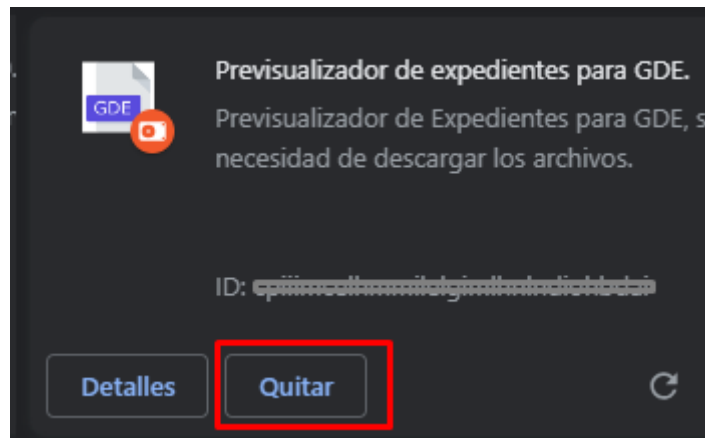 Previsualizador de expedientes para GDE.
GDE
Previsualizador de Expedientes para GDE, s
necesidad de descargar los archivos.
ID:
Detalles
Quitar